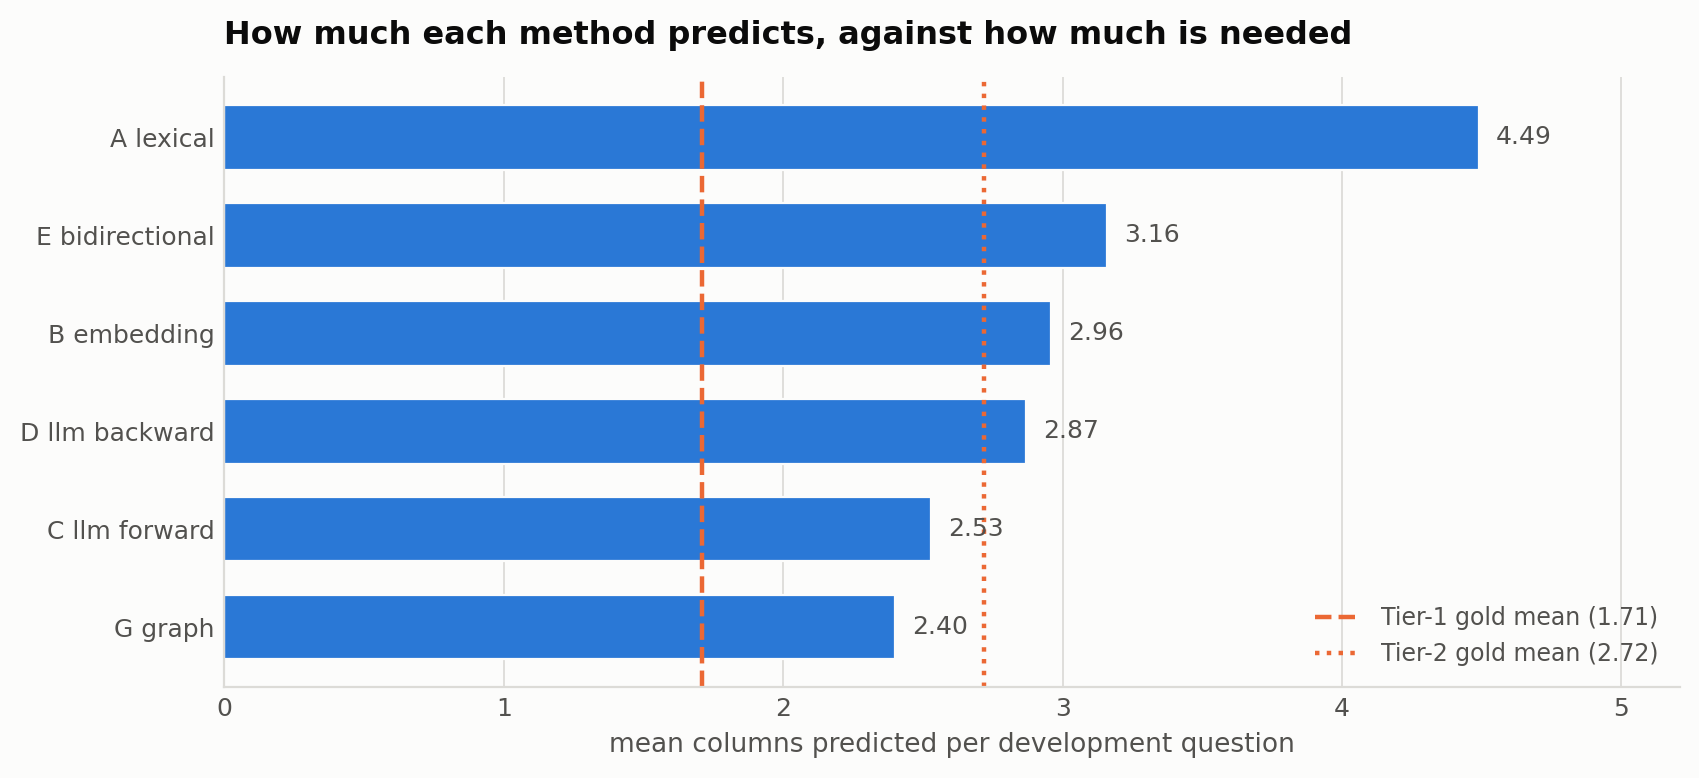 How much each method predicts, against how much is needed
A lexical
4.49
E bidirectional
3.16
B embedding
2.96
D llm backward
2.87
C llm forward
2.53
G graph
2.40
Tier-1 gold mean (1.71)
Tier-2 gold mean (2.72)
0 1 2 3 4 5
mean columns predicted per development question